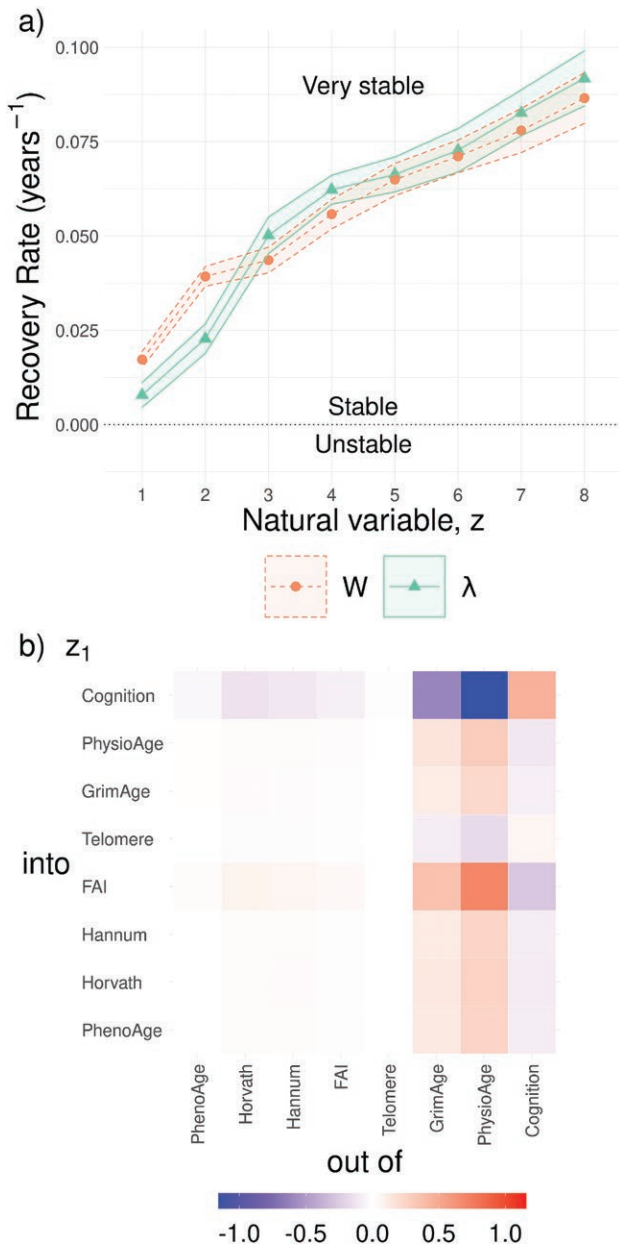 a)
0.100
0.075
0.050
0.025
0.000
Recovery Rate (years⁻¹)
Very stable
Stable
Unstable
1 2 3 4 5 6 7 8
Natural variable, z
W λ
b) z₁
Cognition
PhysioAge
GrimAge
Telomere
into
FAI
Hannum
Horvath
PhenoAge
PhenoAge Horvath Hannum FAI Telomere GrimAge PhysioAge Cognition
out of
-1.0 -0.5 0.0 0.5 1.0